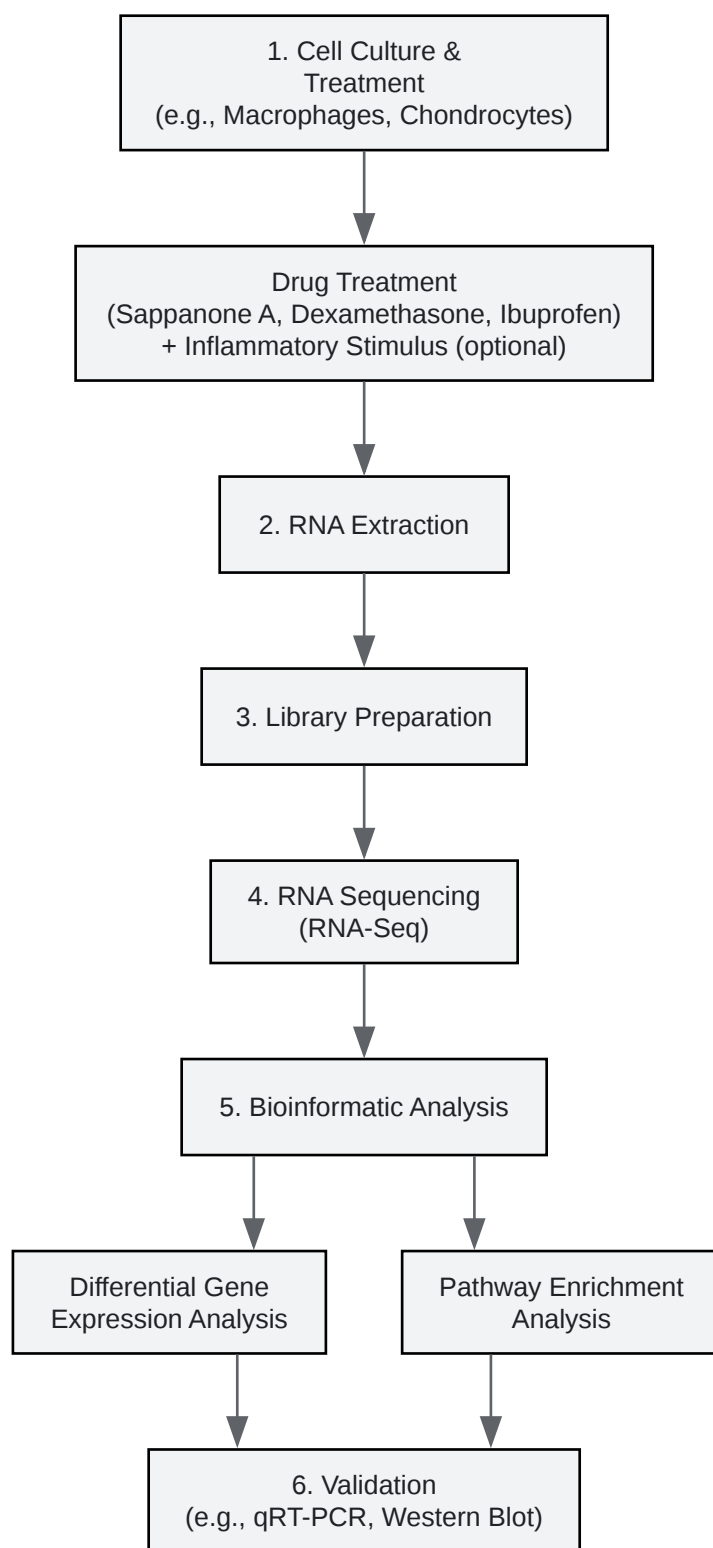 1. Cell Culture &
Treatment
(e.g., Macrophages, Chondrocytes)
Drug Treatment
(Sappanone A, Dexamethasone, Ibuprofen)
+ Inflammatory Stimulus (optional)
2. RNA Extraction
3. Library Preparation
4. RNA Sequencing
(RNA-Seq)
5. Bioinformatic Analysis
Differential Gene
Expression Analysis
Pathway Enrichment
Analysis
6. Validation
(e.g., qRT-PCR, Western Blot)